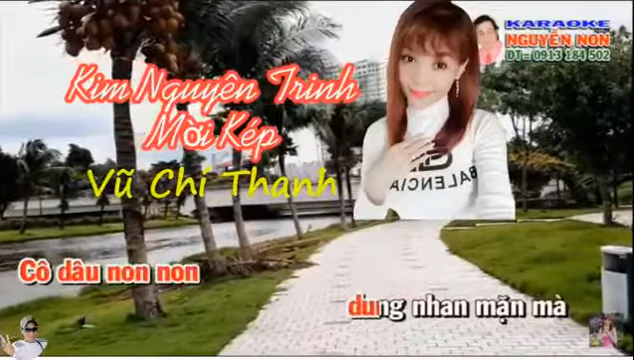 KARAOKE
NGUYỄN NON
ĐT: 0913 184 502
Kim Nguyên Trinh
Mời Kép
Vũ Chí Thanh
BALENCIA
Cô dâu non non
dung nhan mặn mà